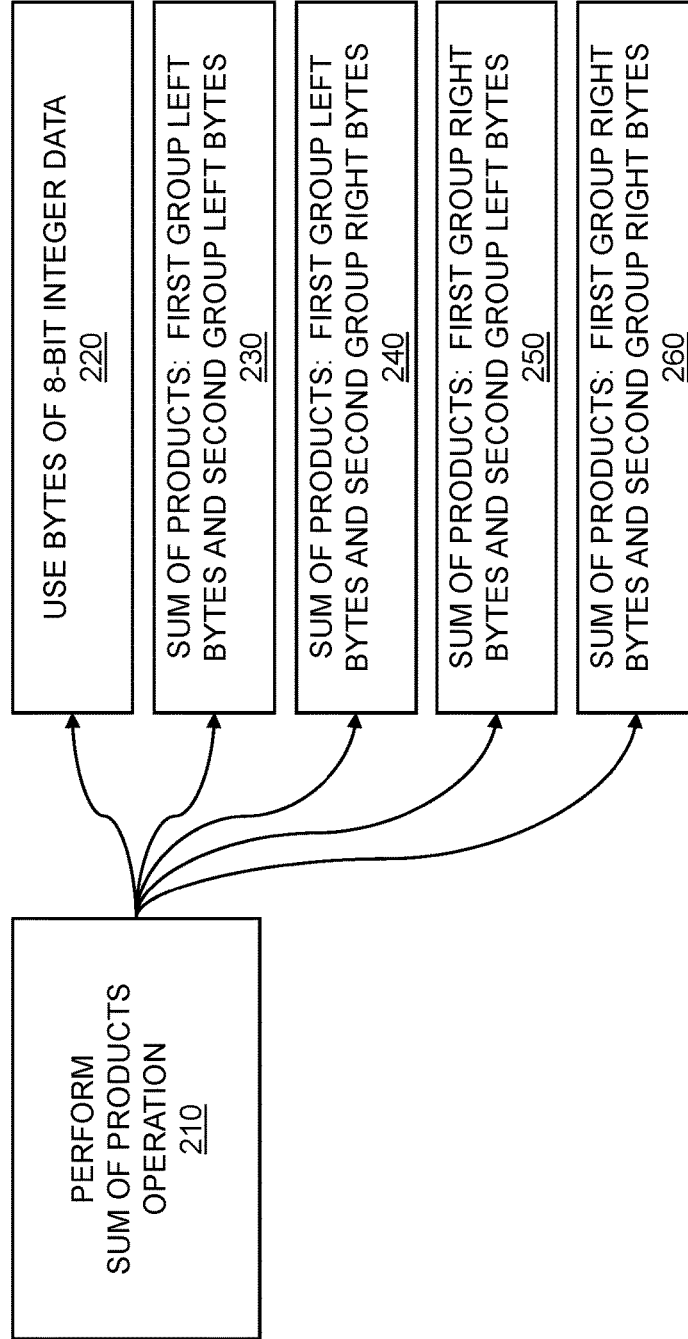 PERFORM
SUM OF PRODUCTS
OPERATION
210
USE BYTES OF 8-BIT INTEGER DATA
220
SUM OF PRODUCTS: FIRST GROUP LEFT
BYTES AND SECOND GROUP LEFT BYTES
230
SUM OF PRODUCTS: FIRST GROUP LEFT
BYTES AND SECOND GROUP RIGHT BYTES
240
SUM OF PRODUCTS: FIRST GROUP RIGHT
BYTES AND SECOND GROUP LEFT BYTES
250
SUM OF PRODUCTS: FIRST GROUP RIGHT
BYTES AND SECOND GROUP RIGHT BYTES
260